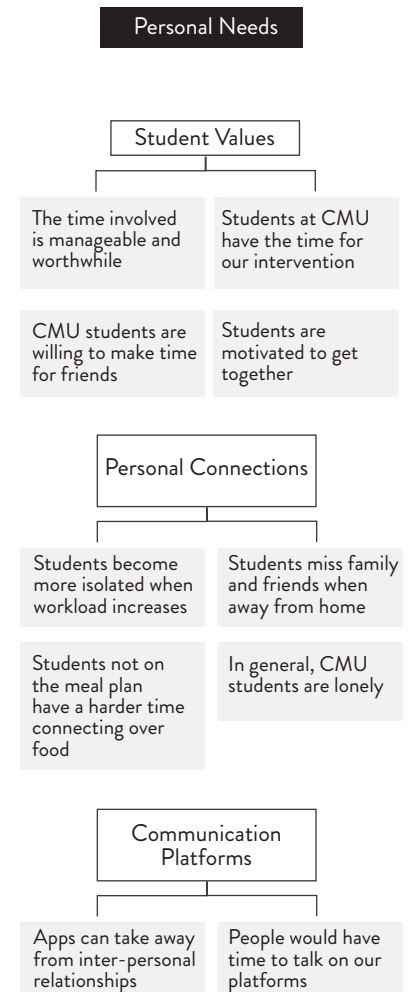 Personal Needs
Student Values
The time involved
is manageable and
worthwhile
Students at CMU
have the time for
our intervention
CMU students are
willing to make time
for friends
Students are
motivated to get
together
Personal Connections
Students become
more isolated when
workload increases
Students miss family
and friends when
away from home
Students not on
the meal plan
have a harder time
connecting over
food
In general, CMU
students are lonely
Communication
Platforms
Apps can take away
from inter-personal
relationships
People would have
time to talk on our
platforms